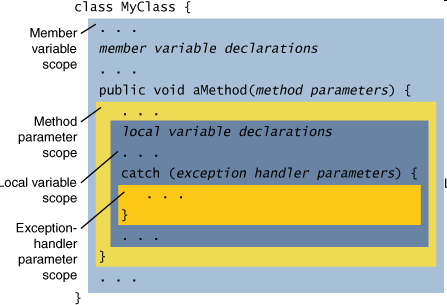 class MyClass {
. . .
Member
variable
scope
member variable declarations
. . .
public void aMethod(method parameters) {
. . .
Method
parameter
scope
local variable declarations
. . .
Local variable
scope
catch (exception handler parameters) {
. . .
}
Exception-
handler
parameter
scope
. . .
}
. . .
}